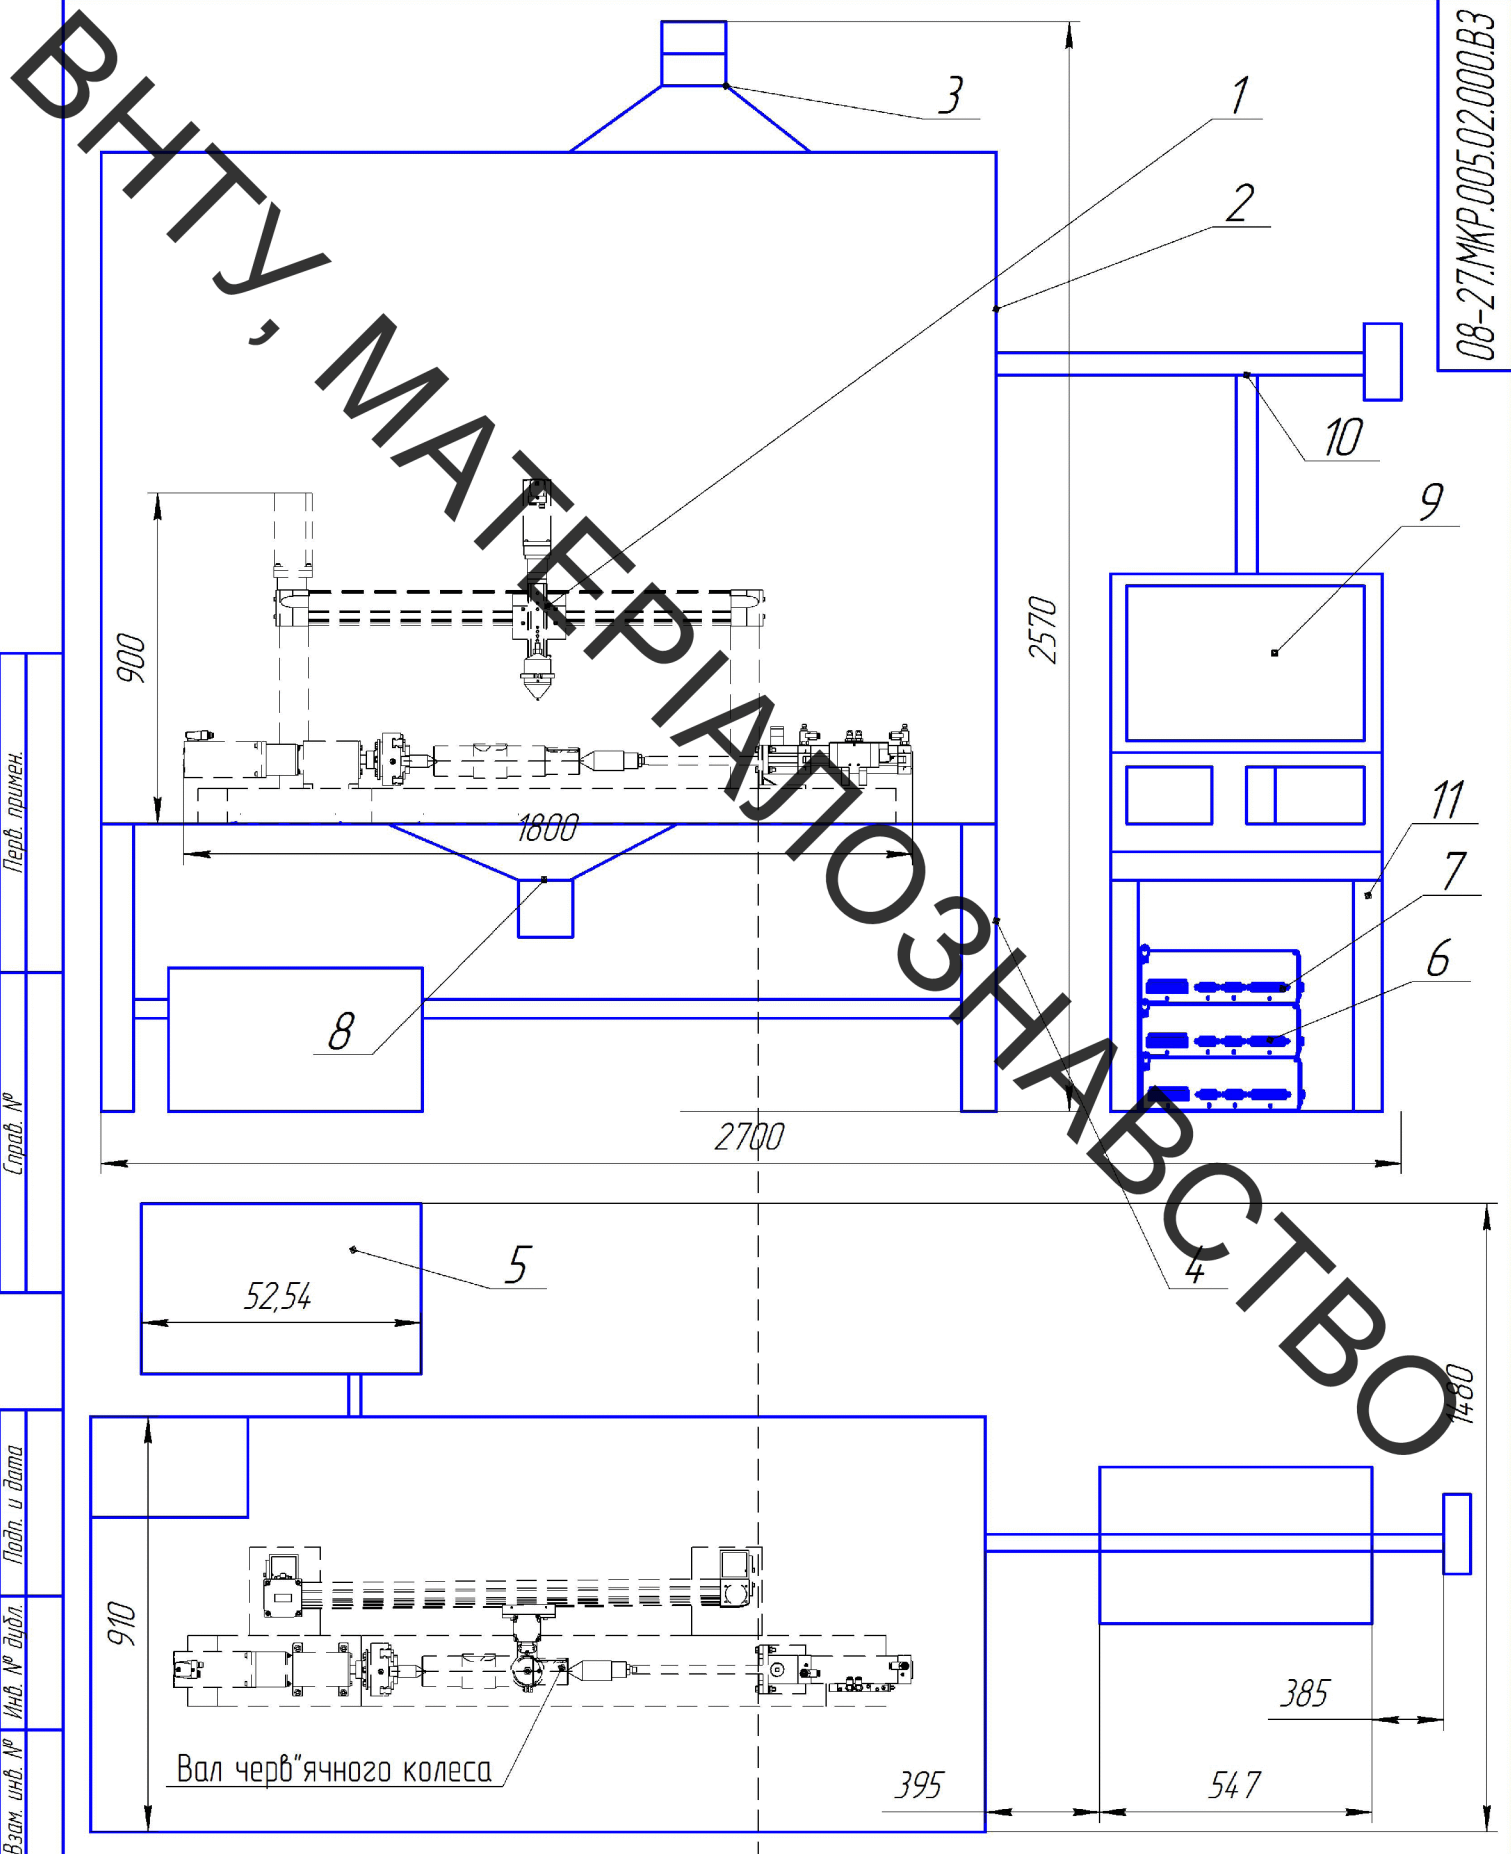 08-27.МКР.005.02.000.ВЗ
ВНТУ, МАТЕРІАЛОЗНАВСТВО
3
1
2
10
9
900
2570
1800
11
7
6
8
2700
5
4
52,54
1480
910
385
Вал черв"ячного колеса
395
547
Перв. примен.
Справ. №
Подп. и дата
Инв. № дубл.
Взам. инв. №